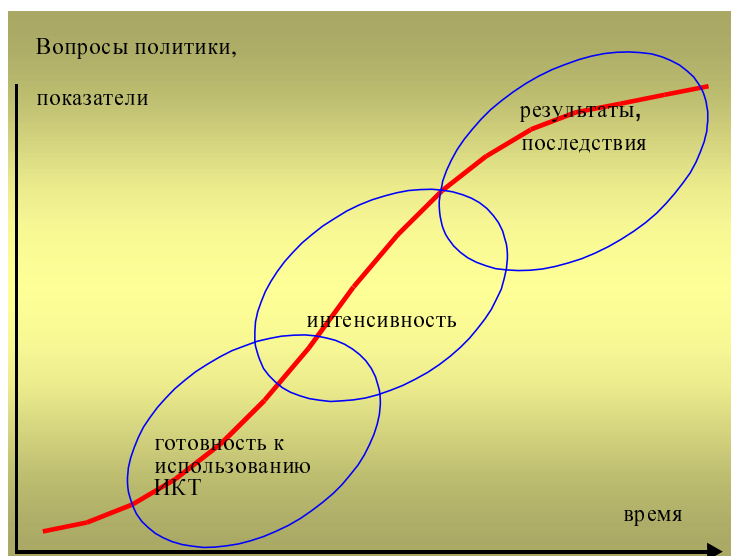 Вопросы политики,
показатели
результаты,
последствия
интенсивность
готовность к
использованию
ИКТ
время